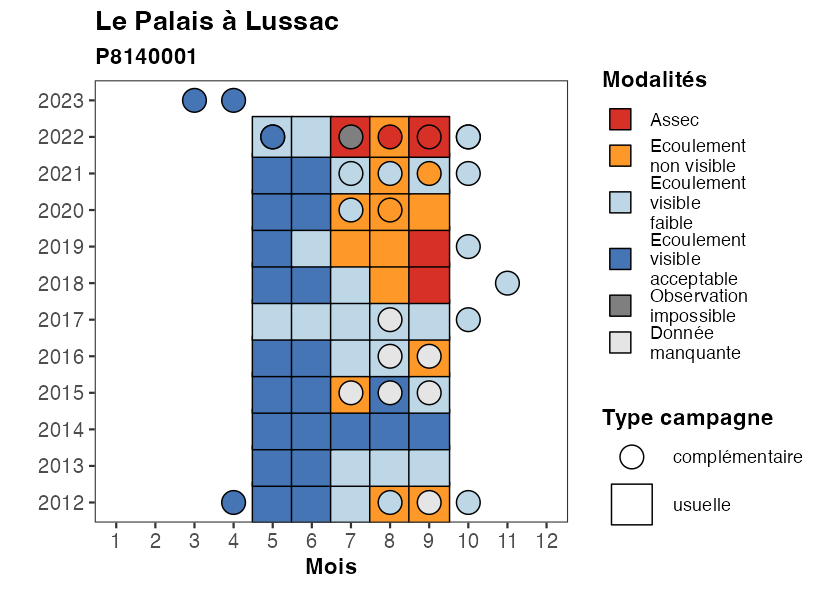 Le Palais à Lussac
P8140001
2023
2022
2021
2020
2019
2018
2017
2016
2015
2014
2013
2012
1 2 3 4 5 6 7 8 9 10 11 12
Mois
Modalités
Assec
Ecoulement
non visible
Ecoulement
visible
faible
Ecoulement
visible
acceptable
Observation
impossible
Donnée
manquante
Type campagne
complémentaire
usuelle